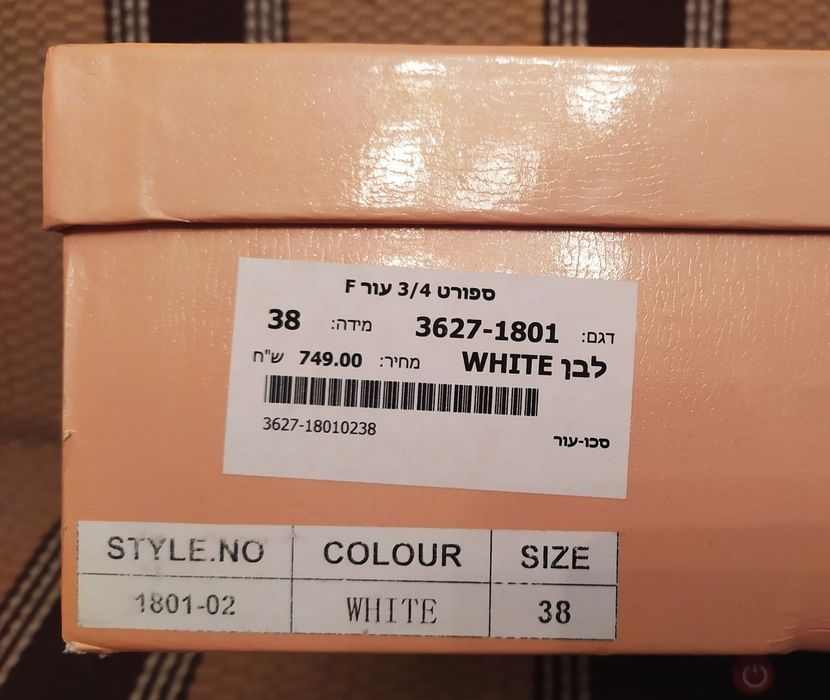 ספורט 3/4 עור F
דגם: 3627-1801 מידה: 38
לבן WHITE מחיר: 749.00 ש"ח
3627-18010238
סכו-עור
STYLE.NO COLOUR SIZE
1801-02 WHITE 38